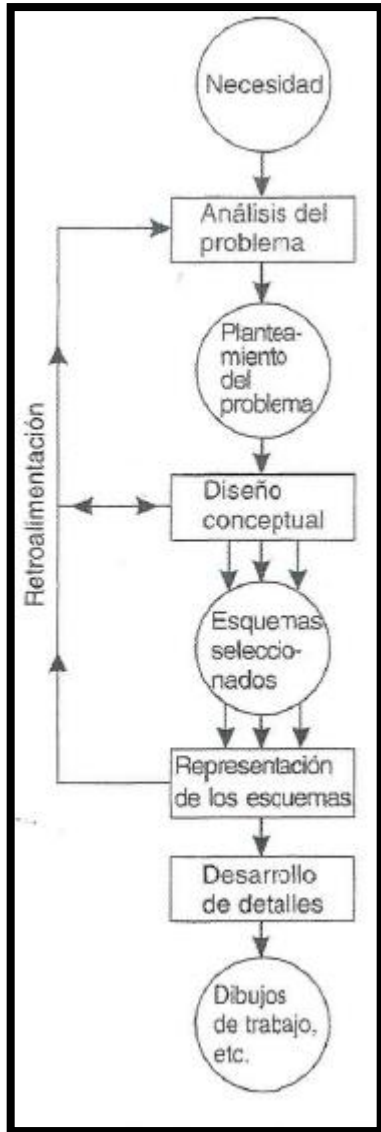 Necesidad
Análisis del
problema
Plantea-
miento
del
problema
Retroalimentación
Diseño
conceptual
Esquemas
seleccio-
nados
Representación
de los esquemas
Desarrollo
de detalles
Dibujos
de trabajo,
etc.